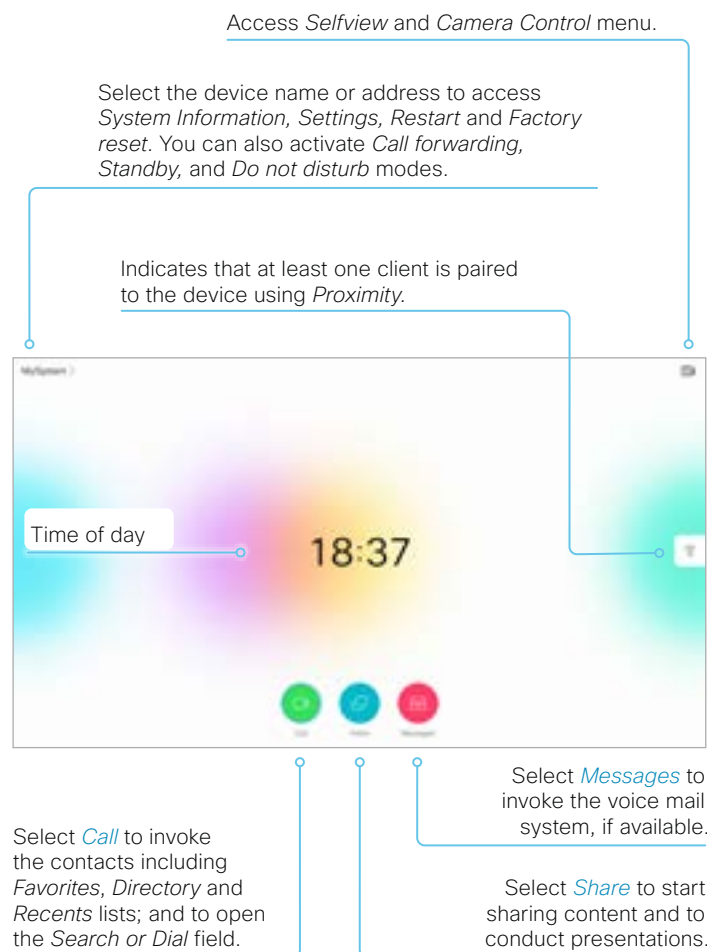 Access Selfview and Camera Control menu.
Select the device name or address to access
System Information, Settings, Restart and Factory
reset. You can also activate Call forwarding,
Standby, and Do not disturb modes.
Indicates that at least one client is paired
to the device using Proximity.
MySystem
Time of day
18:37
Call
Messages
Select Messages to
invoke the voice mail
system, if available.
Select Call to invoke
the contacts including
Favorites, Directory and
Recents lists; and to open
the Search or Dial field.
Select Share to start
sharing content and to
conduct presentations.